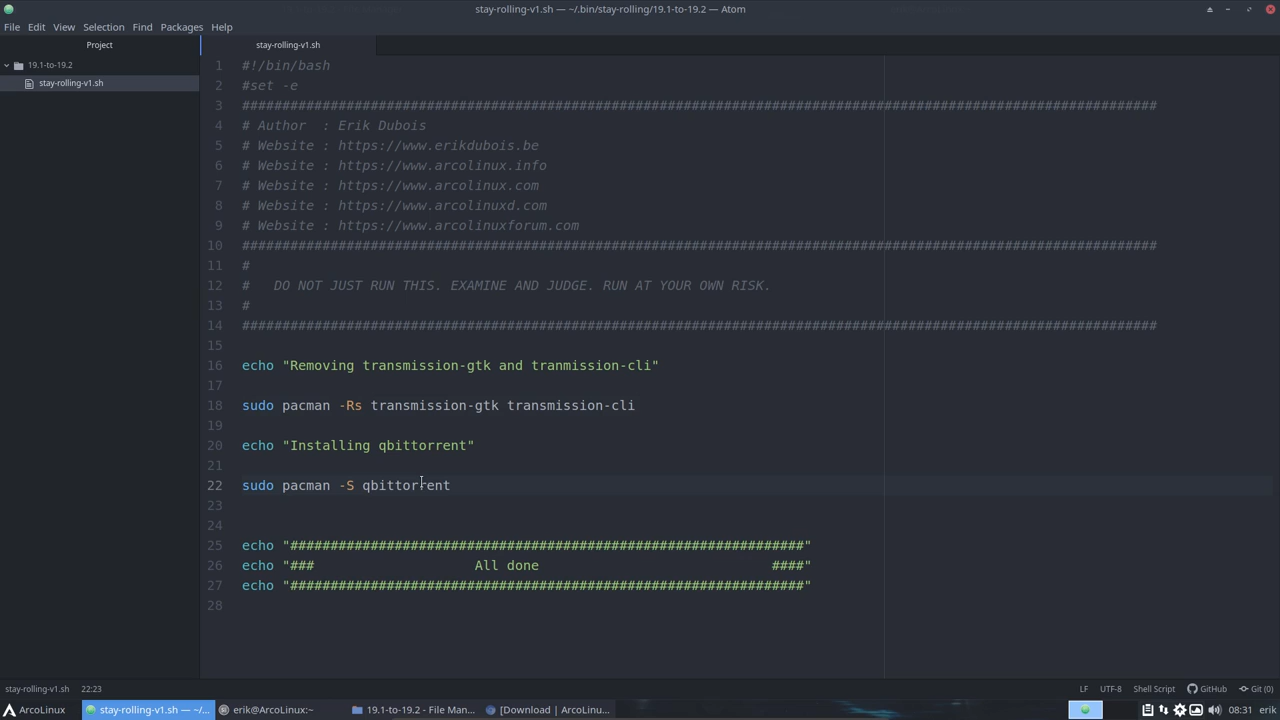 stay-rolling-v1.sh — ~/.bin/stay-rolling/19.1-to-19.2 — Atom
File Edit View Selection Find Packages Help
Project
stay-rolling-v1.sh
19.1-to-19.2
stay-rolling-v1.sh
1 #!/bin/bash
2 #set -e
3 ##################################################################################################################
4 # Author  : Erik Dubois
5 # Website : https://www.erikdubois.be
6 # Website : https://www.arcolinux.info
7 # Website : https://www.arcolinux.com
8 # Website : https://www.arcolinuxd.com
9 # Website : https://www.arcolinuxforum.com
10 ##################################################################################################################
11 #
12 #   DO NOT JUST RUN THIS. EXAMINE AND JUDGE. RUN AT YOUR OWN RISK.
13 #
14 ##################################################################################################################
15
16 echo "Removing transmission-gtk and tranmission-cli"
17
18 sudo pacman -Rs transmission-gtk transmission-cli
19
20 echo "Installing qbittorrent"
21
22 sudo pacman -S qbittorrent
23
24
25 echo "################################################################"
26 echo "###                    All done                             ####"
27 echo "################################################################"
28
stay-rolling-v1.sh 22:23 LF UTF-8 Shell Script GitHub Git (0)
ArcoLinux stay-rolling-v1.sh — ~/... erik@ArcoLinux:~ 19.1-to-19.2 - File Man... [Download | ArcoLinu... 08:31 erik